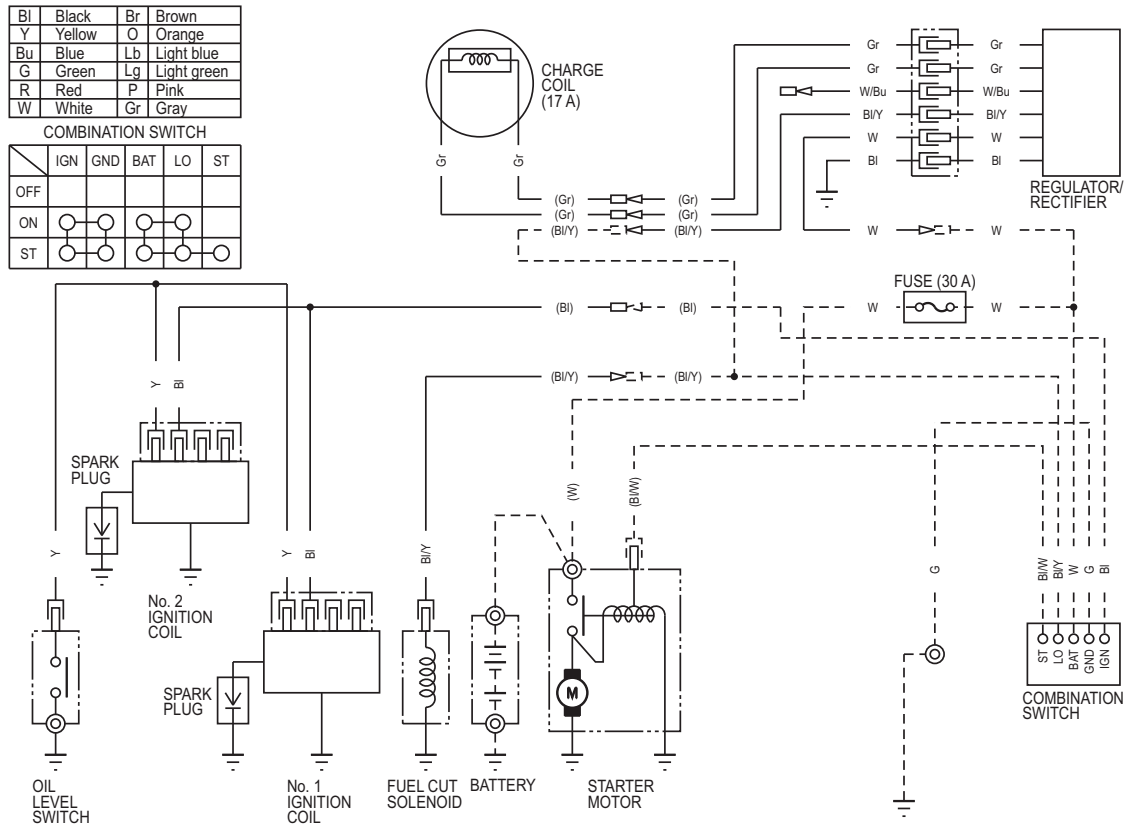 Bl Black Br Brown
Y Yellow O Orange
Bu Blue Lb Light blue
G Green Lg Light green
R Red P Pink
W White Gr Gray
COMBINATION SWITCH
IGN GND BAT LO ST
OFF
ON
ST
CHARGE
COIL
(17 A)
Gr
Gr
Gr Gr
Gr Gr
W/Bu W/Bu
Bl/Y Bl/Y
W W
Bl Bl
REGULATOR/
RECTIFIER
(Gr) (Gr)
(Gr) (Gr)
(Bl/Y) (Bl/Y)
W W
FUSE (30 A)
W W
(Bl) (Bl)
(Bl/Y) (Bl/Y)
Y
Bl
SPARK
PLUG
No. 2
IGNITION
COIL
Y
Y
Bl
Bl/Y
(W)
(Bl/W)
G
Bl/W
Bl/Y
W
G
Bl
ST
LO
BAT
GND
IGN
COMBINATION
SWITCH
SPARK
PLUG
M
OIL
LEVEL
SWITCH
No. 1
IGNITION
COIL
FUEL CUT
SOLENOID
BATTERY
STARTER
MOTOR